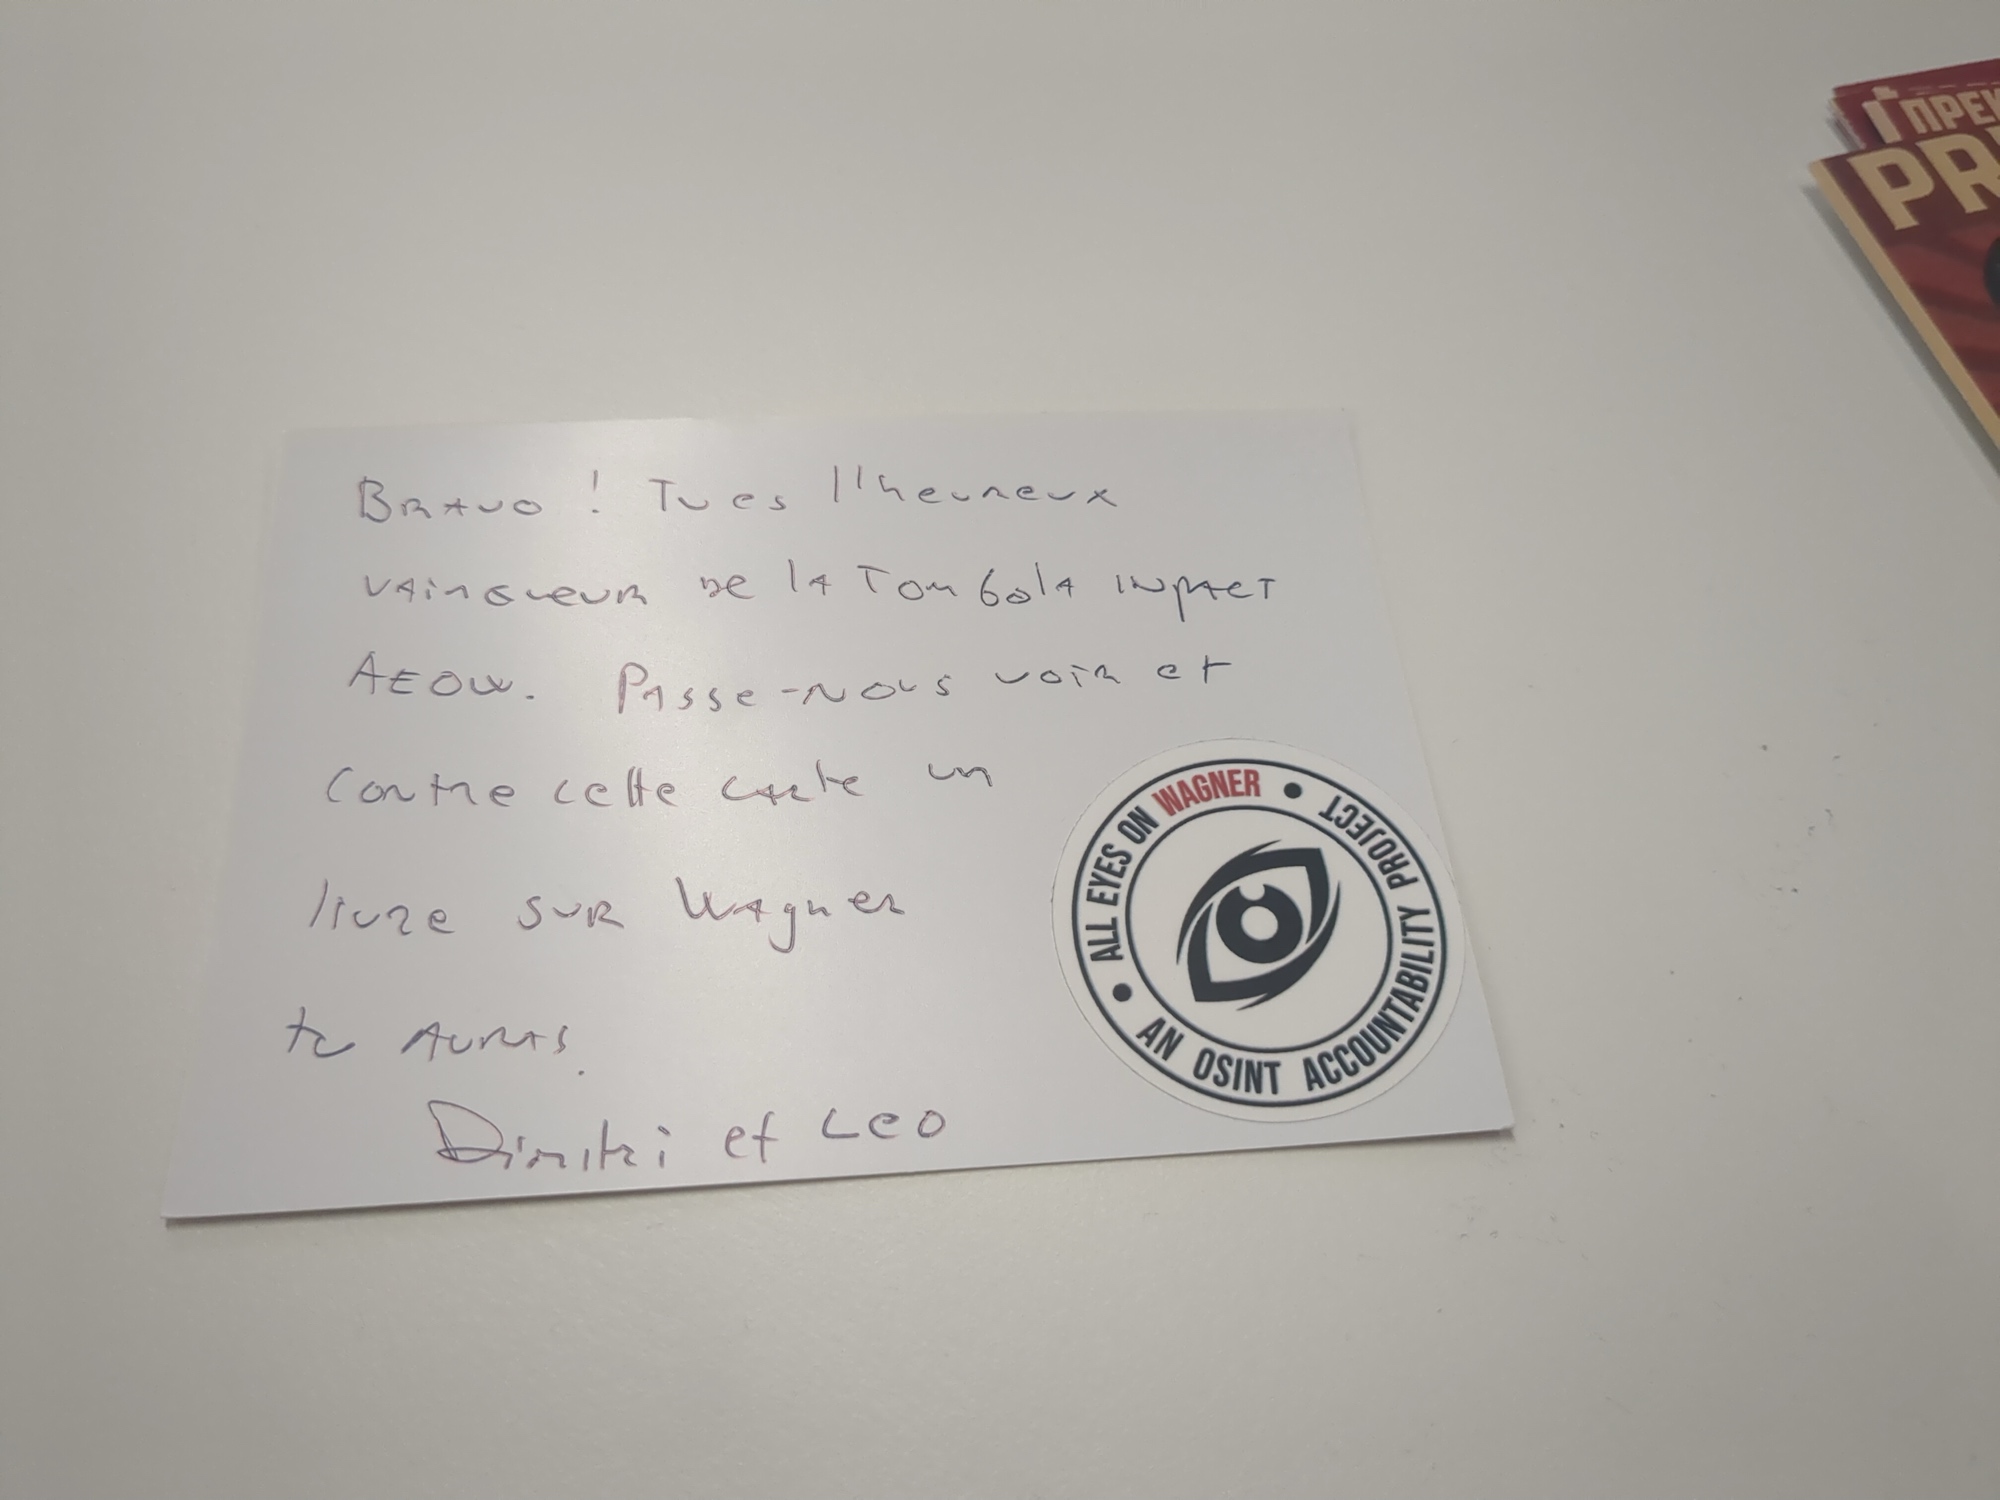 Bravo ! Tu es l'heureux
vainqueur de la Tombola INPACT
AEOW. Passe-nous voir et
contre cette carte un
livre sur Wagner
tu auras.
Dimitri et Leo
ALL EYES ON WAGNER • AN OSINT ACCOUNTABILITY PROJECT •